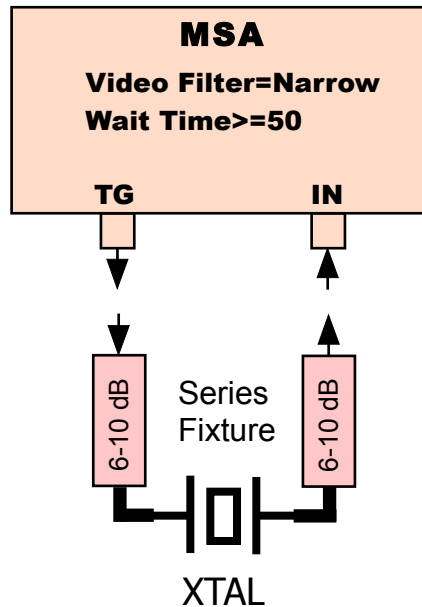 MSA
Video Filter=Narrow
Wait Time>=50
TG
IN
6-10 dB
Series
Fixture
6-10 dB
XTAL